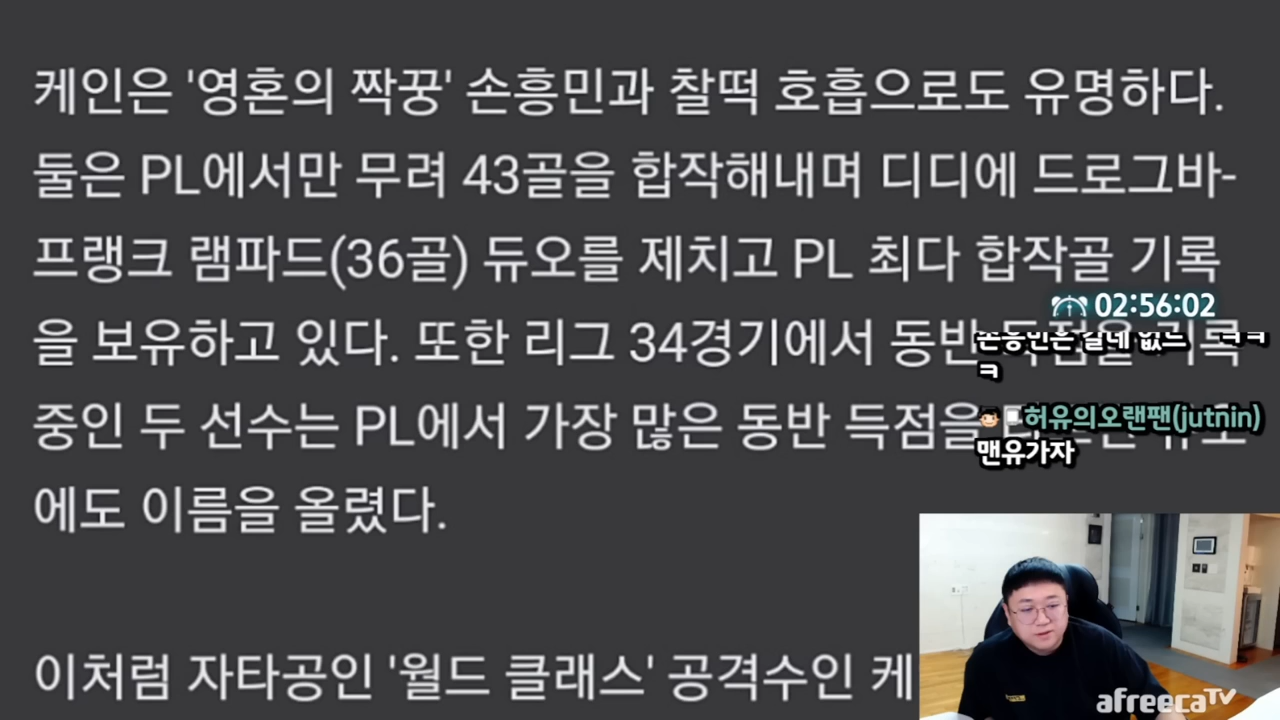 케인은 '영혼의 짝꿍' 손흥민과 찰떡 호흡으로도 유명하다.
둘은 PL에서만 무려 43골을 합작해내며 디디에 드로그바-
프랭크 램파드(36골) 듀오를 제치고 PL 최다 합작골 기록
을 보유하고 있다. 또한 리그 34경기에서 동반
중인 두 선수는 PL에서 가장 많은 동반 득점을
에도 이름을 올렸다.
이처럼 자타공인 '월드 클래스' 공격수인 케
02:56:02
손흥민은 갈데 ㅋㅋ
ㅋ
허유의오랜팬(jutnin)
맨유가자
afreecaTV